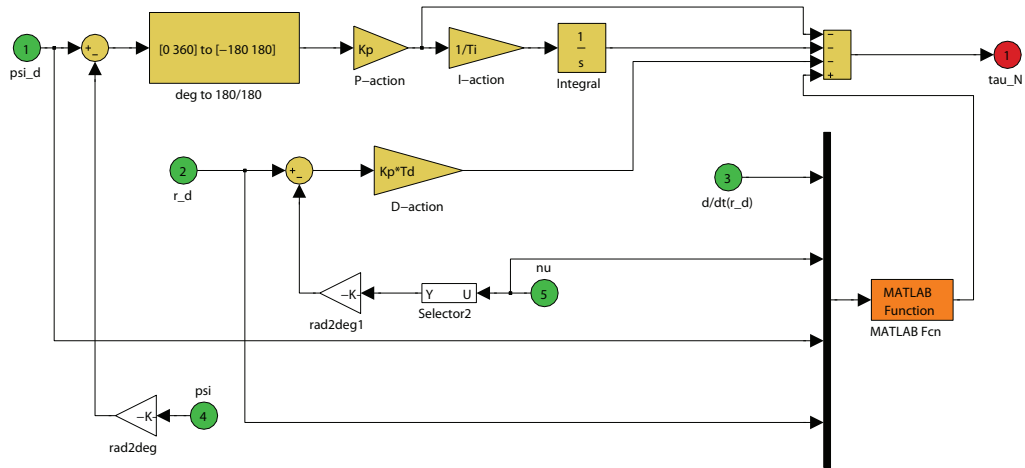 1
psi_d
+
−
[0 360] to [−180 180]
deg to 180/180
Kp
P−action
1/Ti
I−action
1
s
Integral
−
−
−
+
1
tau_N
2
r_d
+
−
Kp*Td
D−action
3
d/dt(r_d)
−K−
rad2deg1
Y U
Selector2
nu
5
MATLAB
Function
MATLAB Fcn
psi
4
−K−
rad2deg